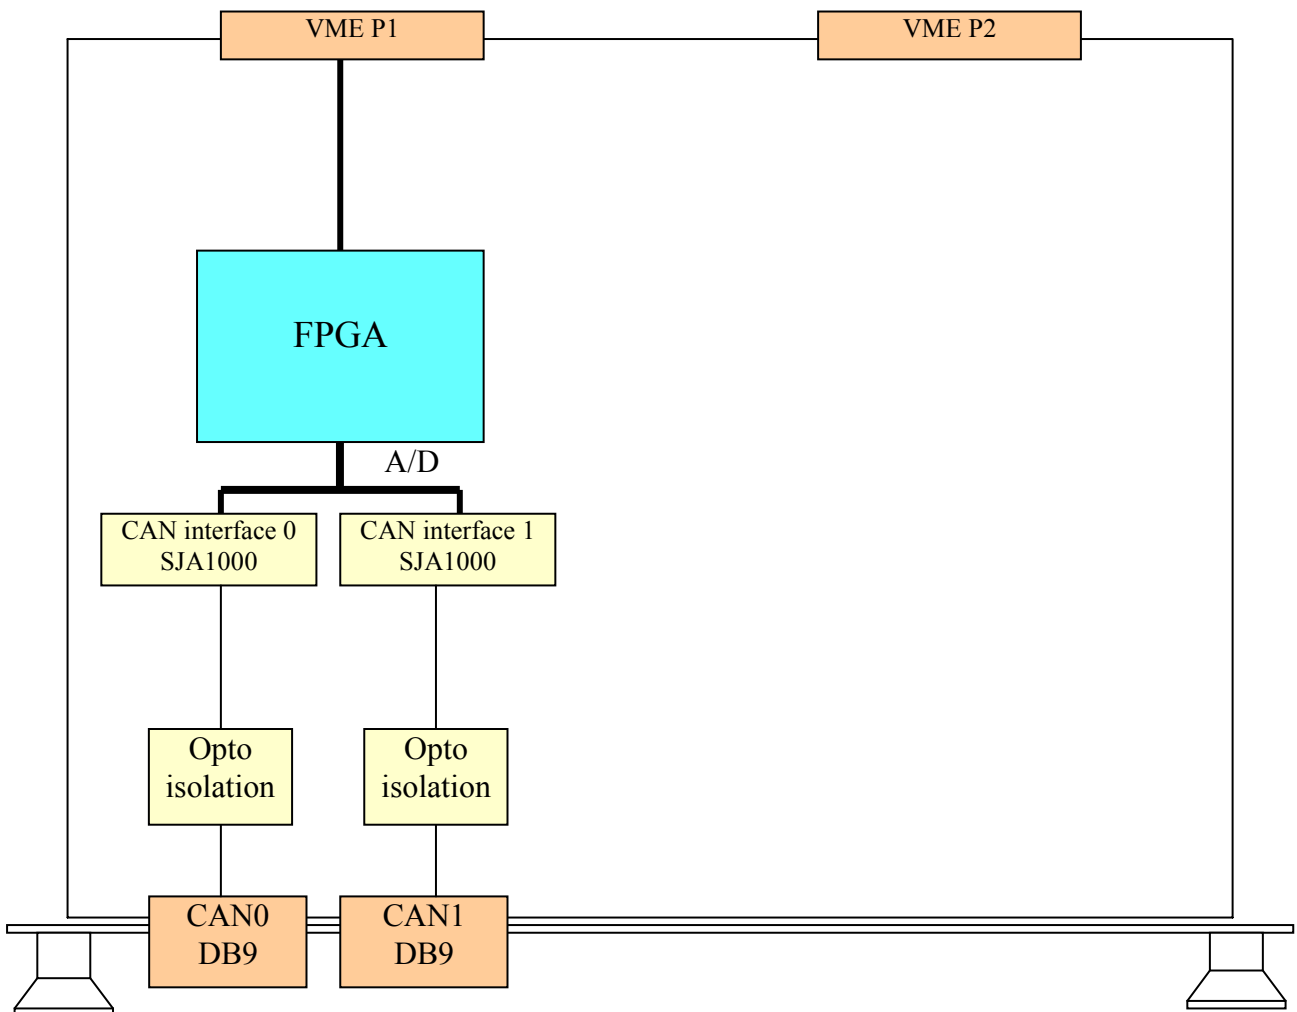 VME P1
VME P2
FPGA
A/D
CAN interface 0
SJA1000
CAN interface 1
SJA1000
Opto
isolation
Opto
isolation
CAN0
DB9
CAN1
DB9